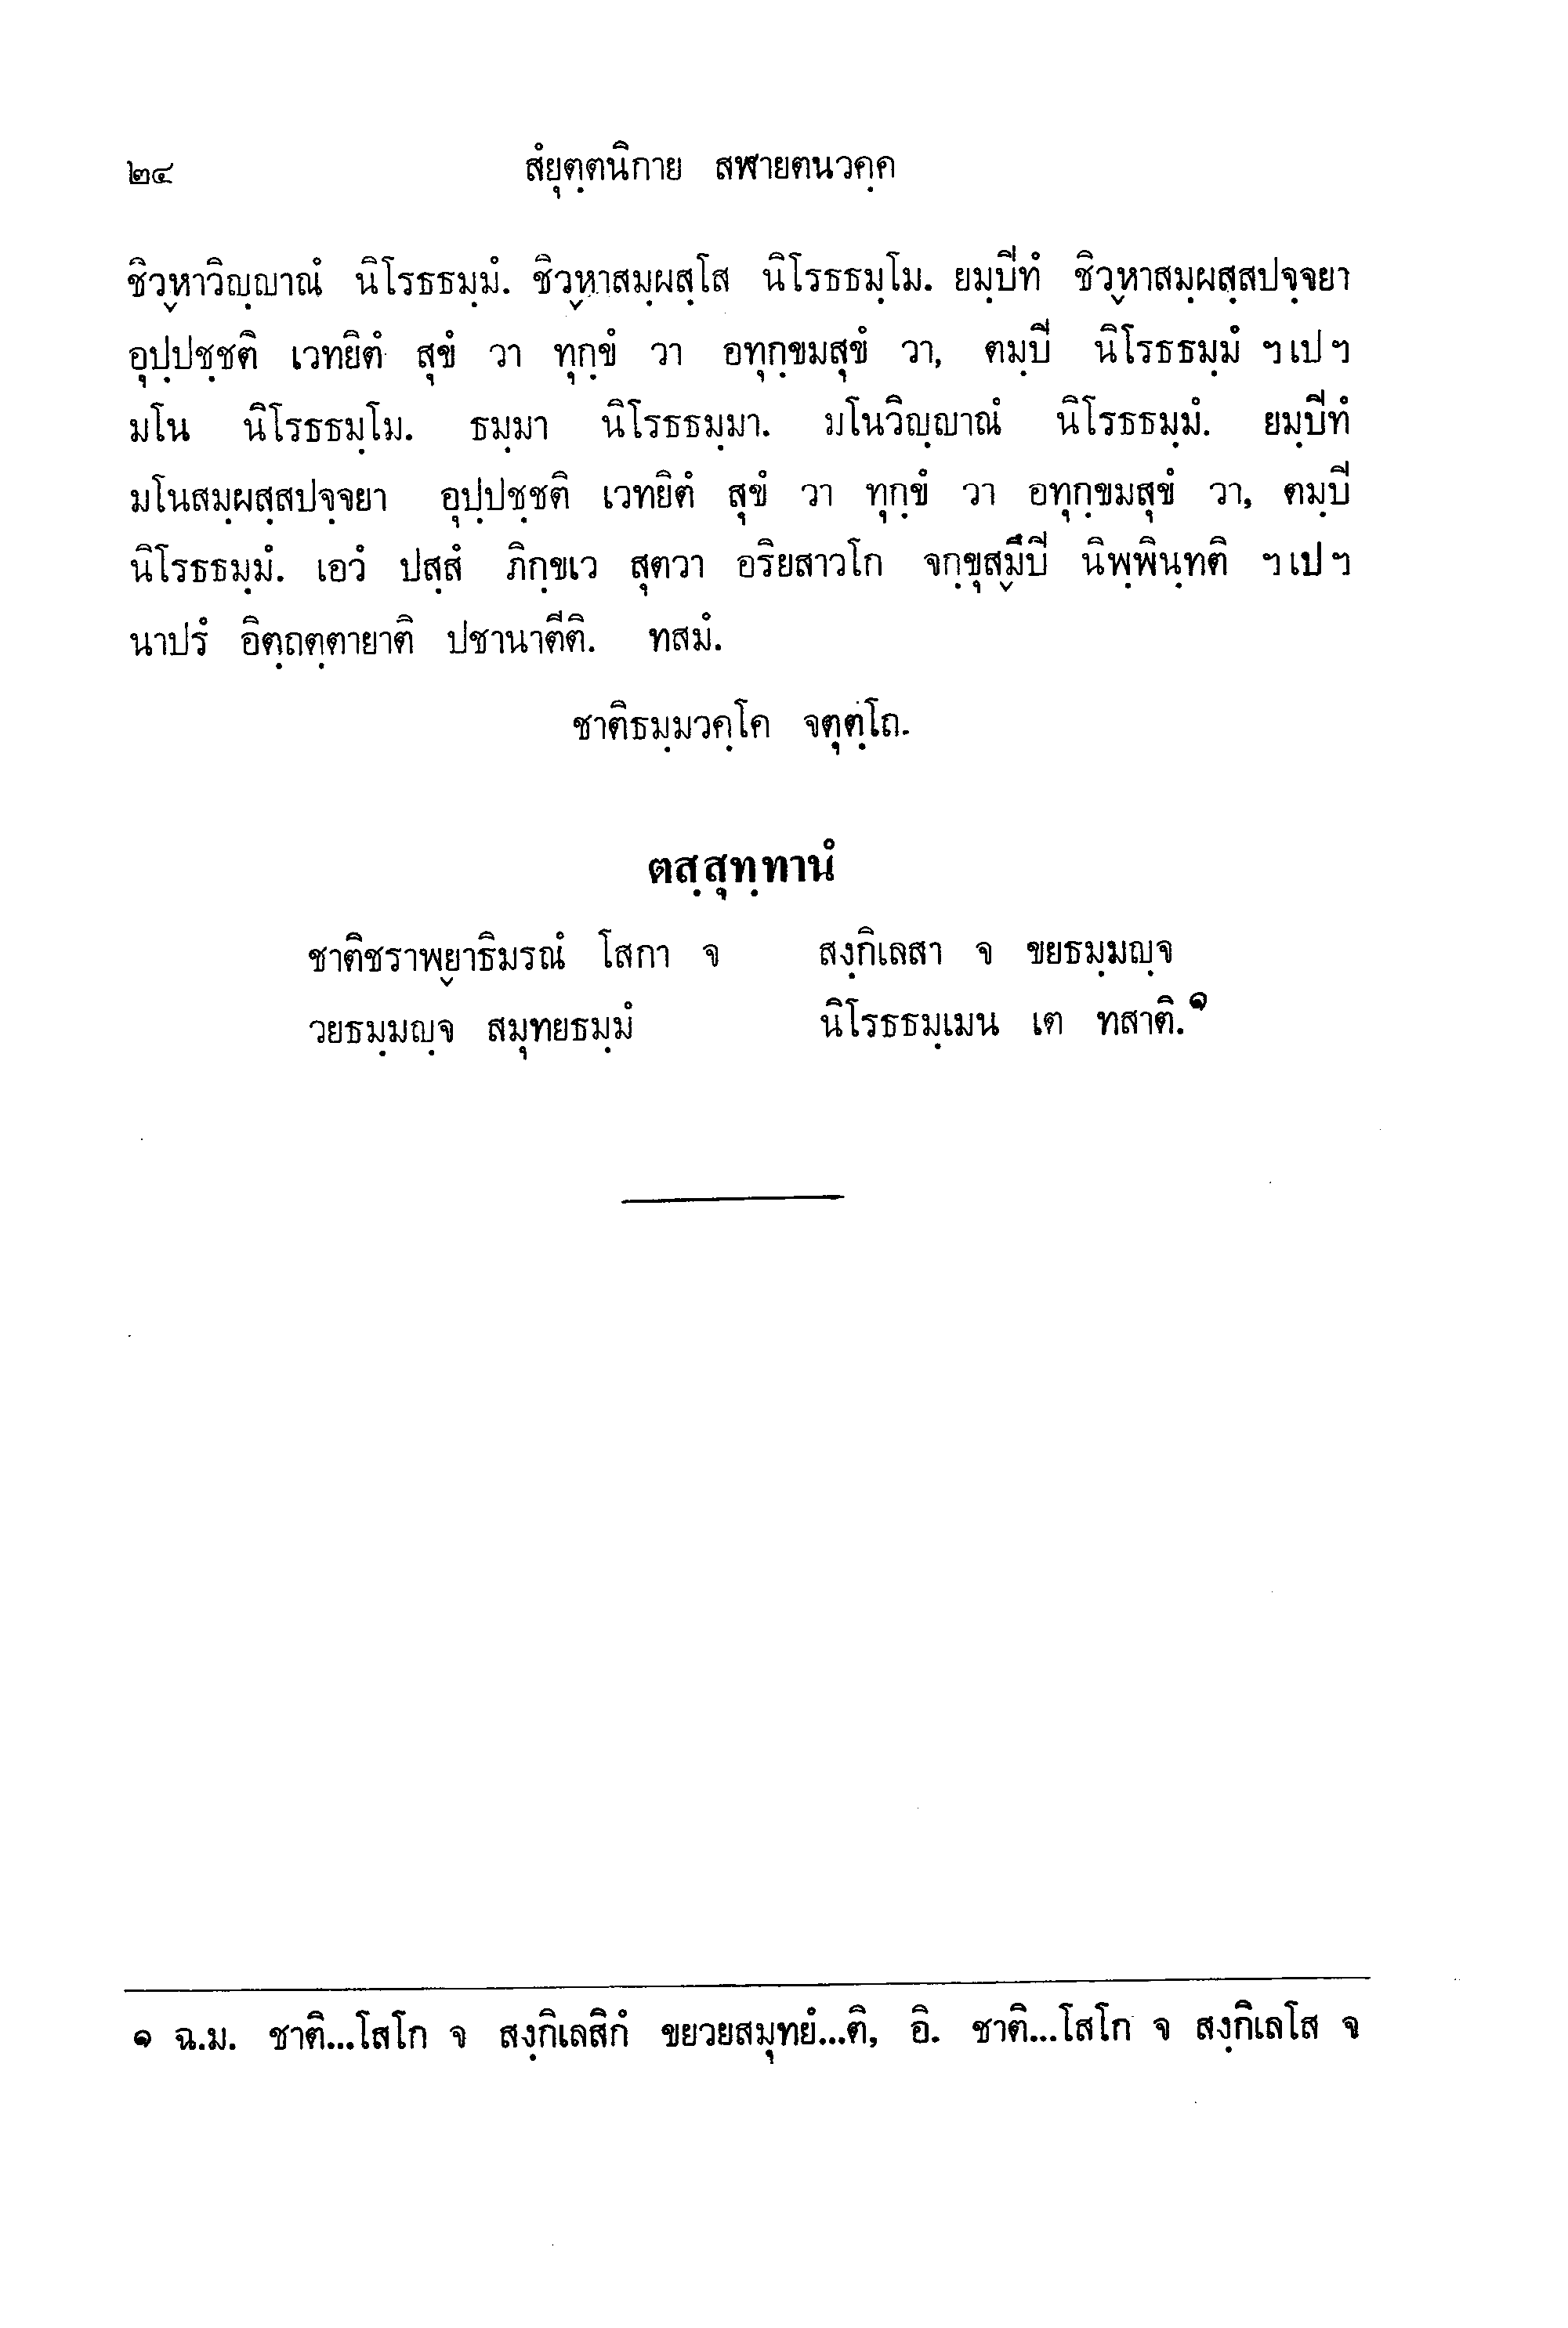 ๒๔ สํยุตฺตนิกาย สฬายตนวคฺค
ชิวฺหาวิญฺญาณํ นิโรธธมฺมํ. ชิวฺหาสมฺผสฺโส นิโรธธมฺโม. ยมฺปีทํ ชิวฺหาสมฺผสฺสปจฺจยา
อุปฺปชฺชติ เวทยิตํ สุขํ วา ทุกฺขํ วา อทุกฺขมสุขํ วา, ตมฺปี นิโรธธมฺมํ ฯเปฯ
มโน นิโรธธมฺโม. ธมฺมา นิโรธธมฺมา. มโนวิญฺญาณํ นิโรธธมฺมํ. ยมฺปีทํ
มโนสมฺผสฺสปจฺจยา อุปฺปชฺชติ เวทยิตํ สุขํ วา ทุกฺขํ วา อทุกฺขมสุขํ วา, ตมฺปี
นิโรธธมฺมํ. เอวํ ปสฺสํ ภิกฺขเว สุตวา อริยสาวโก จกฺขุสฺมึปี นิพฺพินฺทติ ฯเปฯ
นาปรํ อิตฺถตฺตายาติ ปชานาตีติ. ทสมํ.
ชาติธมฺมวคฺโค จตุตฺโถ.
ตสฺสุทฺทานํ
ชาติชราพฺยาธิมรณํ โสกา จ สงฺกิเลสา จ ขยธมฺมญฺจ
วยธมฺมญฺจ สมุทยธมฺมํ นิโรธธมฺเมน เต ทสาติ.๑
๑ ฉ.ม. ชาติ...โสโก จ สงฺกิเลสิกํ ขยวยสมุทยํ...ติ, อิ. ชาติ...โสโก จ สงฺกิเลโส จ